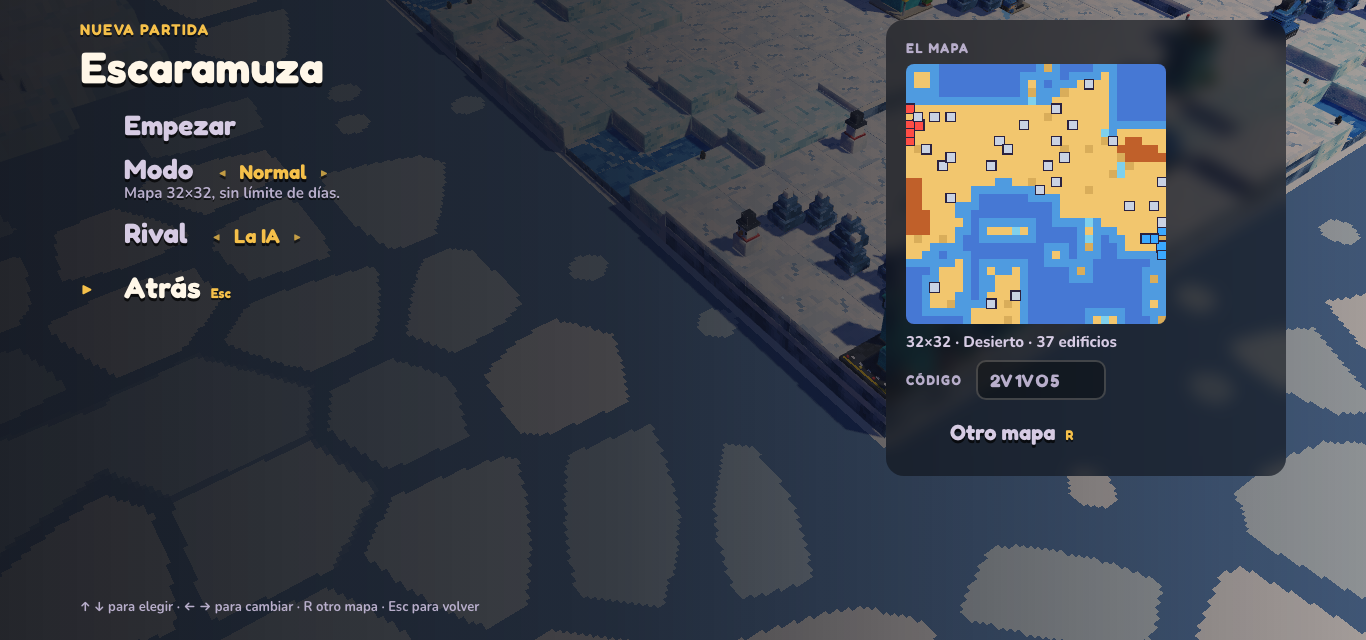 NUEVA PARTIDA
Escaramuza
Empezar
Modo ◂ Normal ▸
Mapa 32×32, sin límite de días.
Rival ◂ La IA ▸
▸ Atrás Esc
↑ ↓ para elegir · ← → para cambiar · R otro mapa · Esc para volver
EL MAPA
32×32 · Desierto · 37 edificios
CÓDIGO 2V1VO5
Otro mapa R